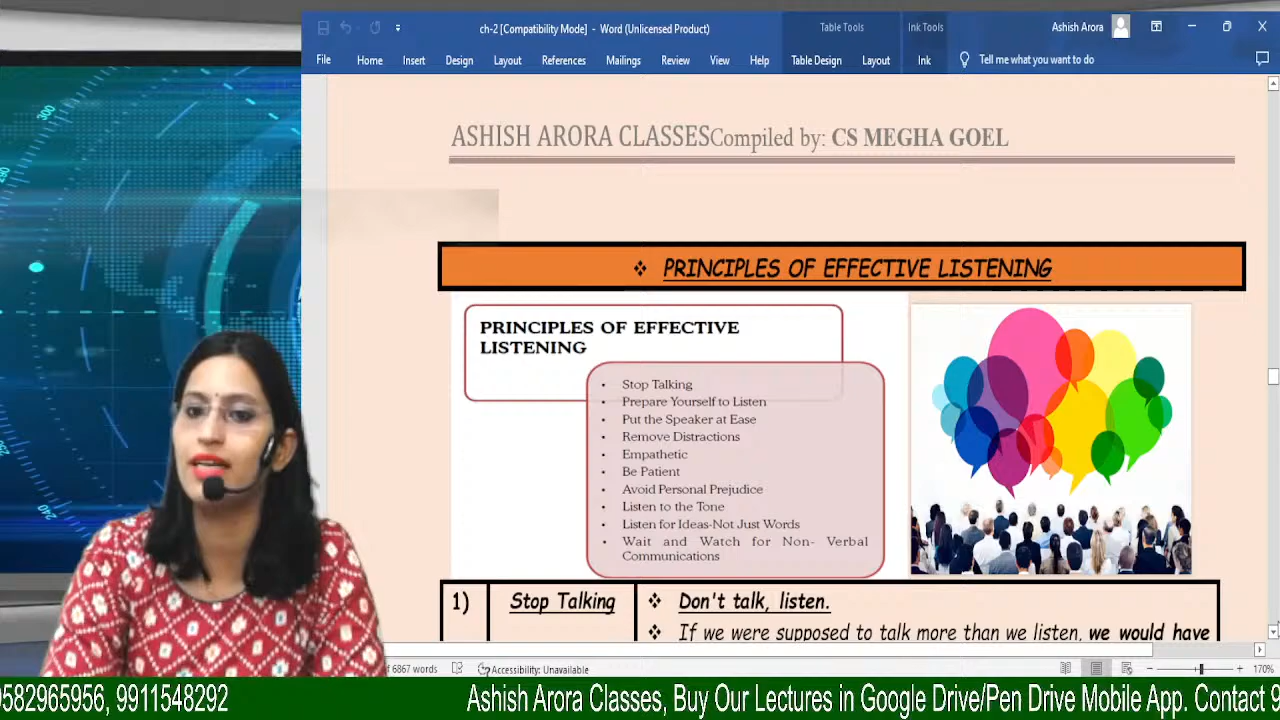 ch-2 [Compatibility Mode] - Word (Unlicensed Product)
Table Tools
Ink Tools
Ashish Arora
File Home Insert Design Layout References Mailings Review View Help Table Design Layout Ink Tell me what you want to do
ASHISH ARORA CLASSESCompiled by: CS MEGHA GOEL
❖ PRINCIPLES OF EFFECTIVE LISTENING
PRINCIPLES OF EFFECTIVE
LISTENING
• Stop Talking
• Prepare Yourself to Listen
• Put the Speaker at Ease
• Remove Distractions
• Empathetic
• Be Patient
• Avoid Personal Prejudice
• Listen to the Tone
• Listen for Ideas-Not Just Words
• Wait and Watch for Non- Verbal
Communications
1) Stop Talking ❖ Don't talk, listen.
❖ If we were supposed to talk more than we listen, we would have
of 6867 words
Accessibility: Unavailable
170%
9582965956, 9911548292 Ashish Arora Classes, Buy Our Lectures in Google Drive/Pen Drive Mobile App. Contact 9
300
290
240